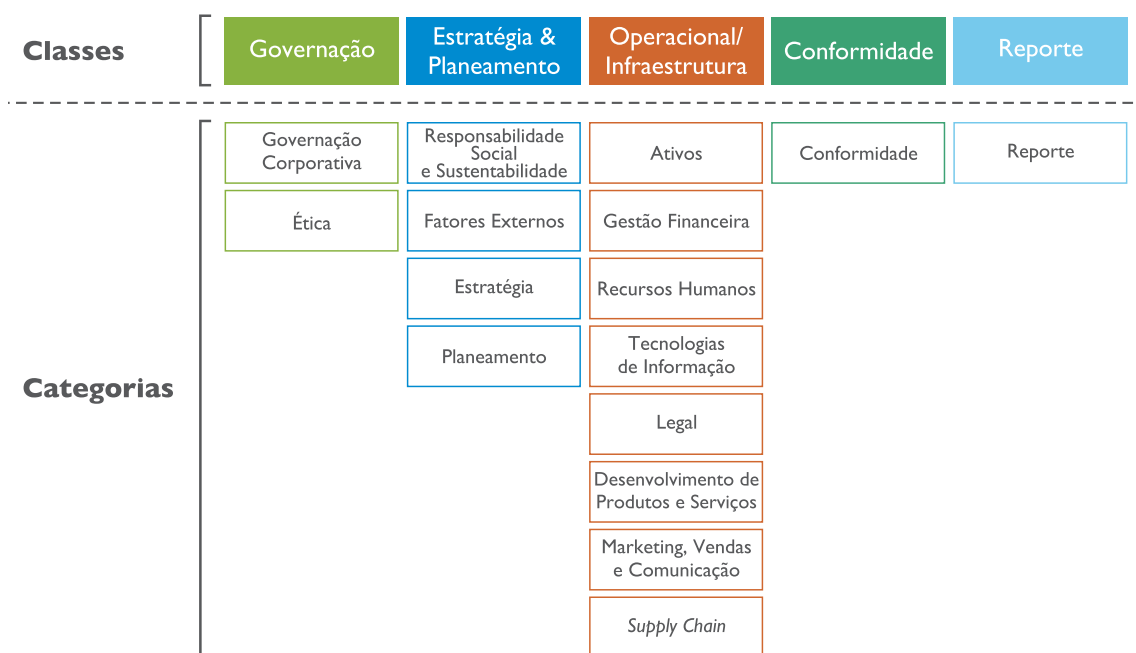 Classes
Governação
Estratégia &
Planeamento
Operacional/
Infraestrutura
Conformidade
Reporte
Categorias
Governação
Corporativa
Ética
Responsabilidade
Social
e Sustentabilidade
Fatores Externos
Estratégia
Planeamento
Ativos
Gestão Financeira
Recursos Humanos
Tecnologias
de Informação
Legal
Desenvolvimento de
Produtos e Serviços
Marketing, Vendas
e Comunicação
Supply Chain
Conformidade
Reporte